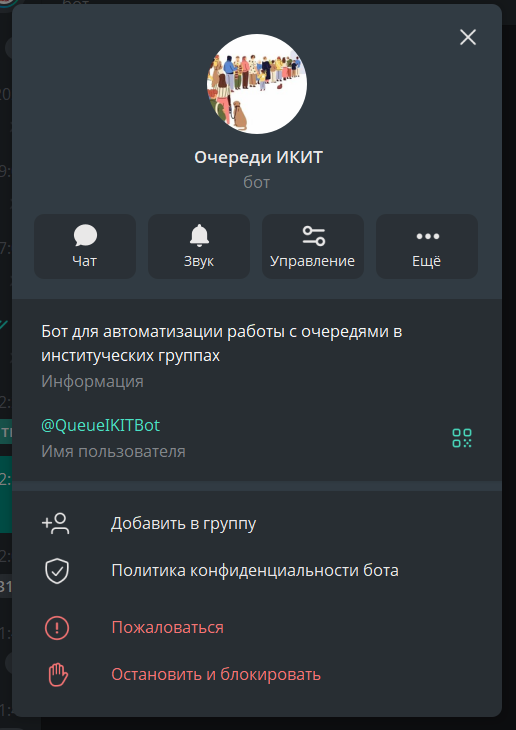 Очереди ИКИТ
бот
Чат
Звук
Управление
Ещё
Бот для автоматизации работы с очередями в
институческих группах
Информация
@QueueIKITBot
Имя пользователя
Добавить в группу
Политика конфиденциальности бота
Пожаловаться
Остановить и блокировать